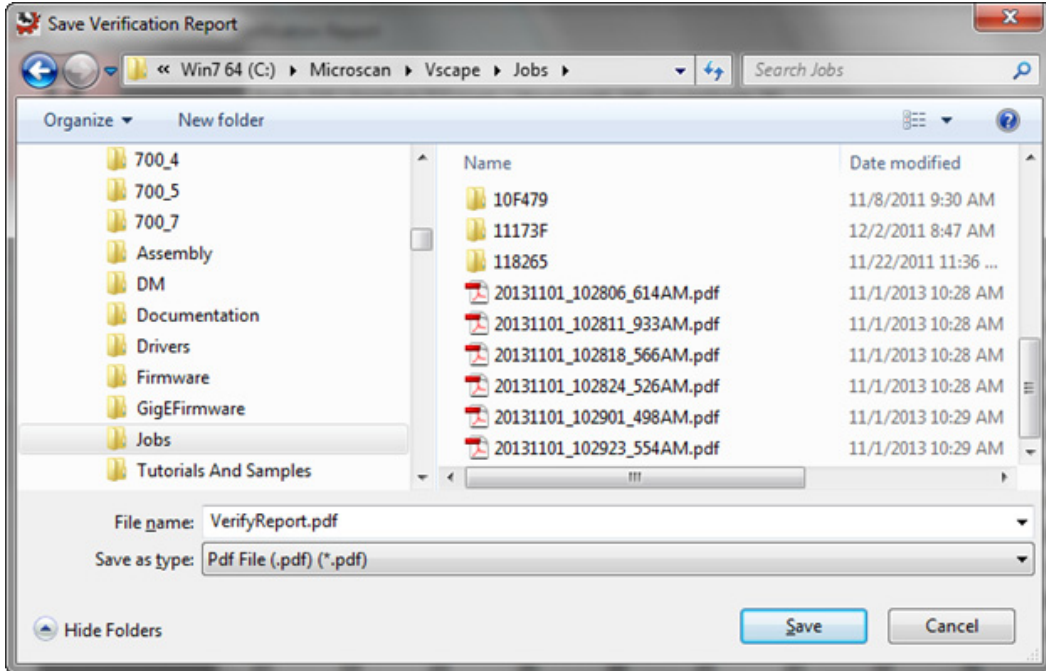 Save Verification Report
« Win7 64 (C:) Microscan Vscape Jobs Search Jobs
Organize New folder
700_4
700_5
700_7
Assembly
DM
Documentation
Drivers
Firmware
GigEFirmware
Jobs
Tutorials And Samples
Name Date modified
10F479 11/8/2011 9:30 AM
11173F 12/2/2011 8:47 AM
118265 11/22/2011 11:36 ...
20131101_102806_614AM.pdf 11/1/2013 10:28 AM
20131101_102811_933AM.pdf 11/1/2013 10:28 AM
20131101_102818_566AM.pdf 11/1/2013 10:28 AM
20131101_102824_526AM.pdf 11/1/2013 10:28 AM
20131101_102901_498AM.pdf 11/1/2013 10:29 AM
20131101_102923_554AM.pdf 11/1/2013 10:29 AM
File name: VerifyReport.pdf
Save as type: Pdf File (.pdf) (*.pdf)
Hide Folders Save Cancel